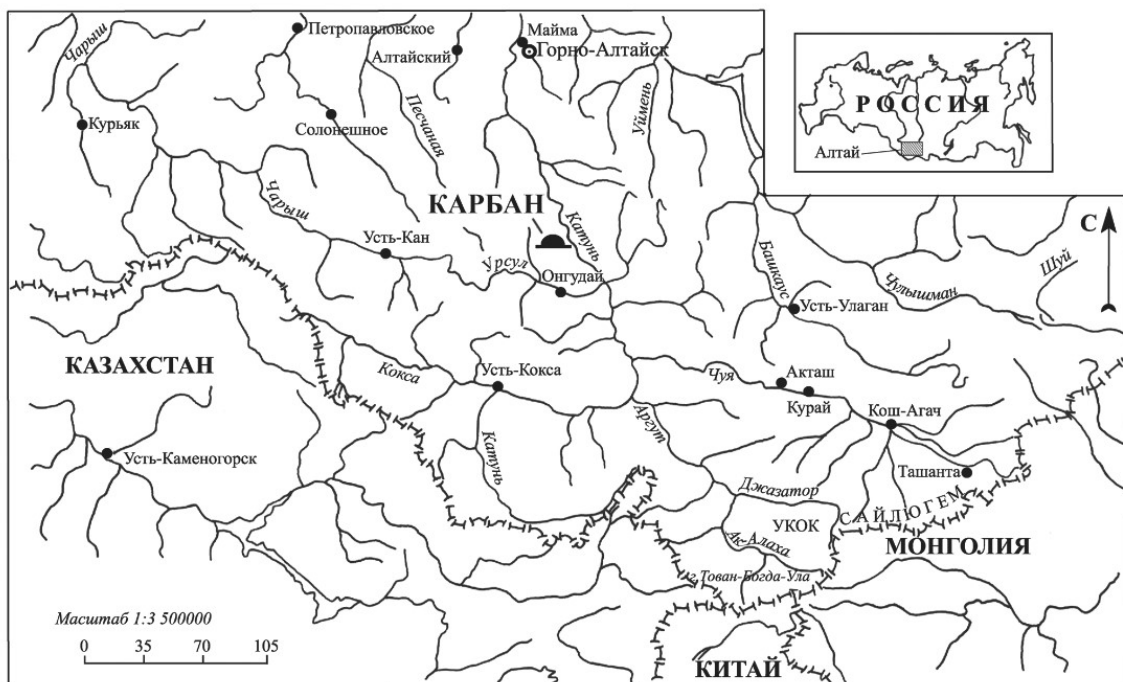 Чарыш
Петропавловское
Майма
Горно-Алтайск
Алтайский
РОССИЯ
Алтай
Курьяк
Солонешное
Песчаная
Уймень
КАРБАН
С
Чарыш
Катунь
Усть-Кан
Урсул
Онгудай
Башкаус
Усть-Улаган
Чулышман
Шуй
КАЗАХСТАН
Кокса
Усть-Кокса
Чуя
Акташ
Курай
Кош-Агач
Аргут
Катунь
Усть-Каменогорск
Ташанта
Джазатор
САЙЛЮГЕМ
УКОК
Ак-Алаха
МОНГОЛИЯ
г.Тован-Богда-Ула
Масштаб 1:3 500000
0 35 70 105
КИТАЙ